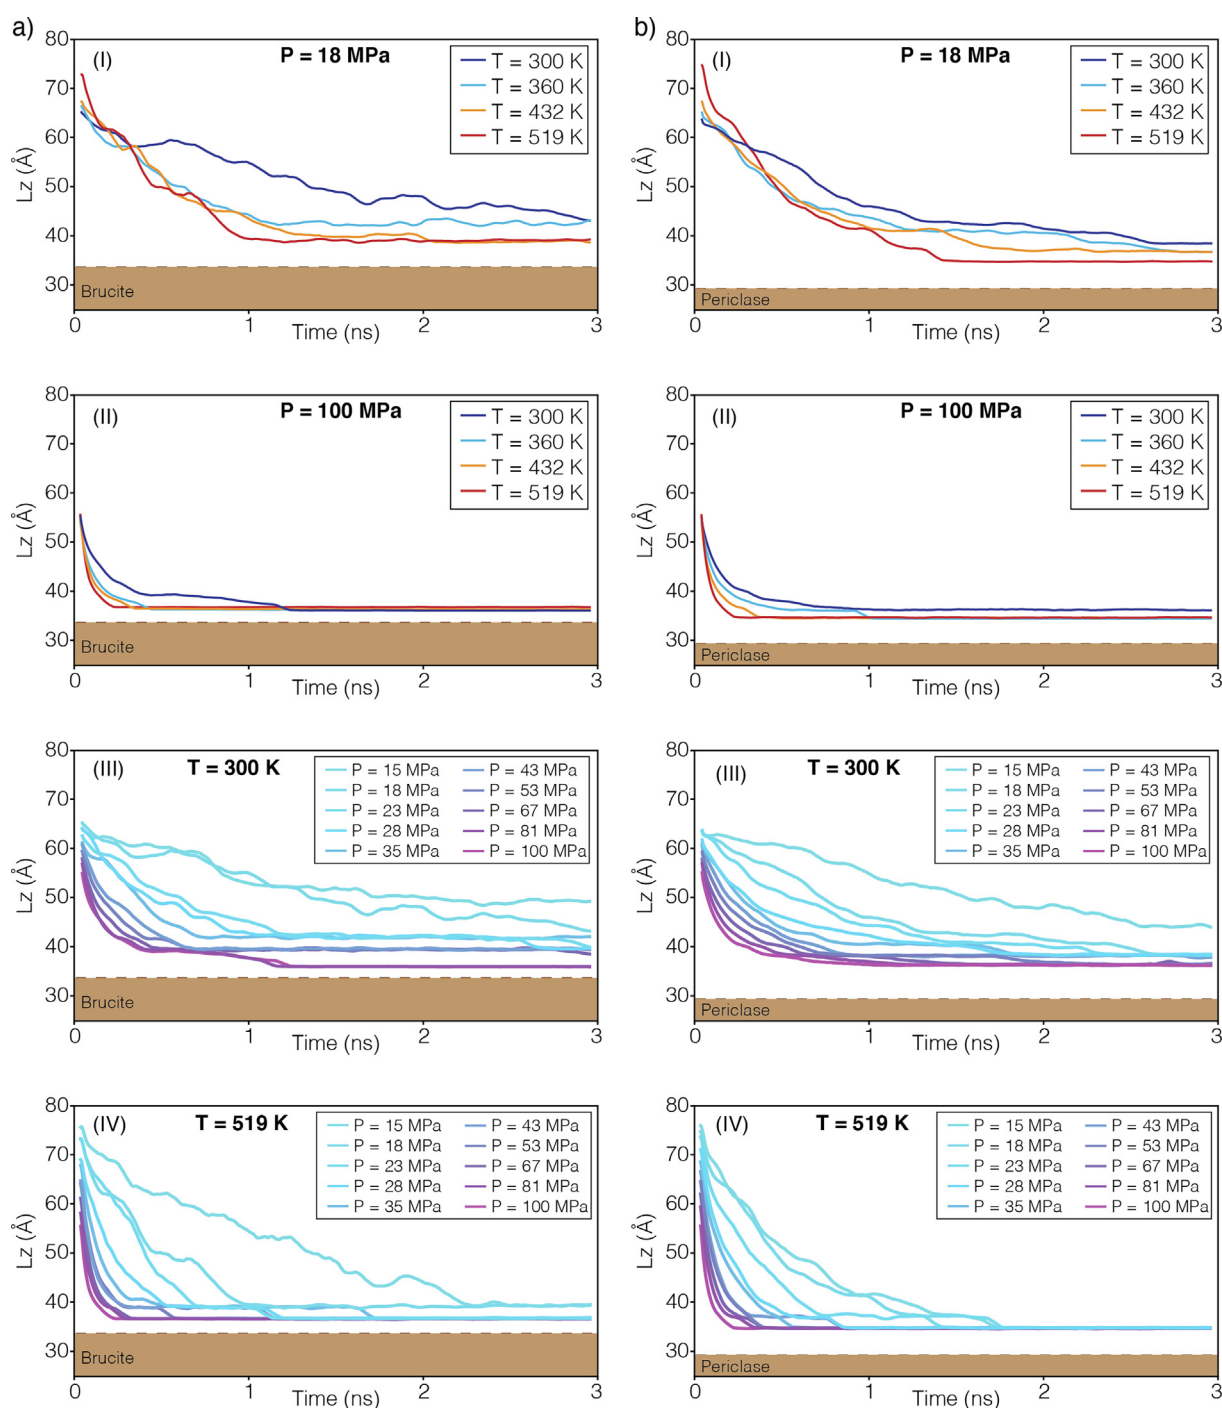 a)
80
70
60
50
40
30
Lz (Å)
(I)
P = 18 MPa
T = 300 K
T = 360 K
T = 432 K
T = 519 K
Brucite
0 1 2 3
Time (ns)
b)
80
70
60
50
40
30
Lz (Å)
(I)
P = 18 MPa
T = 300 K
T = 360 K
T = 432 K
T = 519 K
Periclase
0 1 2 3
Time (ns)
80
70
60
50
40
30
Lz (Å)
(II)
P = 100 MPa
T = 300 K
T = 360 K
T = 432 K
T = 519 K
Brucite
0 1 2 3
Time (ns)
80
70
60
50
40
30
Lz (Å)
(II)
P = 100 MPa
T = 300 K
T = 360 K
T = 432 K
T = 519 K
Periclase
0 1 2 3
Time (ns)
80
70
60
50
40
30
Lz (Å)
(III)
T = 300 K
P = 15 MPa P = 43 MPa
P = 18 MPa P = 53 MPa
P = 23 MPa P = 67 MPa
P = 28 MPa P = 81 MPa
P = 35 MPa P = 100 MPa
Brucite
0 1 2 3
Time (ns)
80
70
60
50
40
30
Lz (Å)
(III)
T = 300 K
P = 15 MPa P = 43 MPa
P = 18 MPa P = 53 MPa
P = 23 MPa P = 67 MPa
P = 28 MPa P = 81 MPa
P = 35 MPa P = 100 MPa
Periclase
0 1 2 3
Time (ns)
80
70
60
50
40
30
Lz (Å)
(IV)
T = 519 K
P = 15 MPa P = 43 MPa
P = 18 MPa P = 53 MPa
P = 23 MPa P = 67 MPa
P = 28 MPa P = 81 MPa
P = 35 MPa P = 100 MPa
Brucite
0 1 2 3
Time (ns)
80
70
60
50
40
30
Lz (Å)
(IV)
T = 519 K
P = 15 MPa P = 43 MPa
P = 18 MPa P = 53 MPa
P = 23 MPa P = 67 MPa
P = 28 MPa P = 81 MPa
P = 35 MPa P = 100 MPa
Periclase
0 1 2 3
Time (ns)